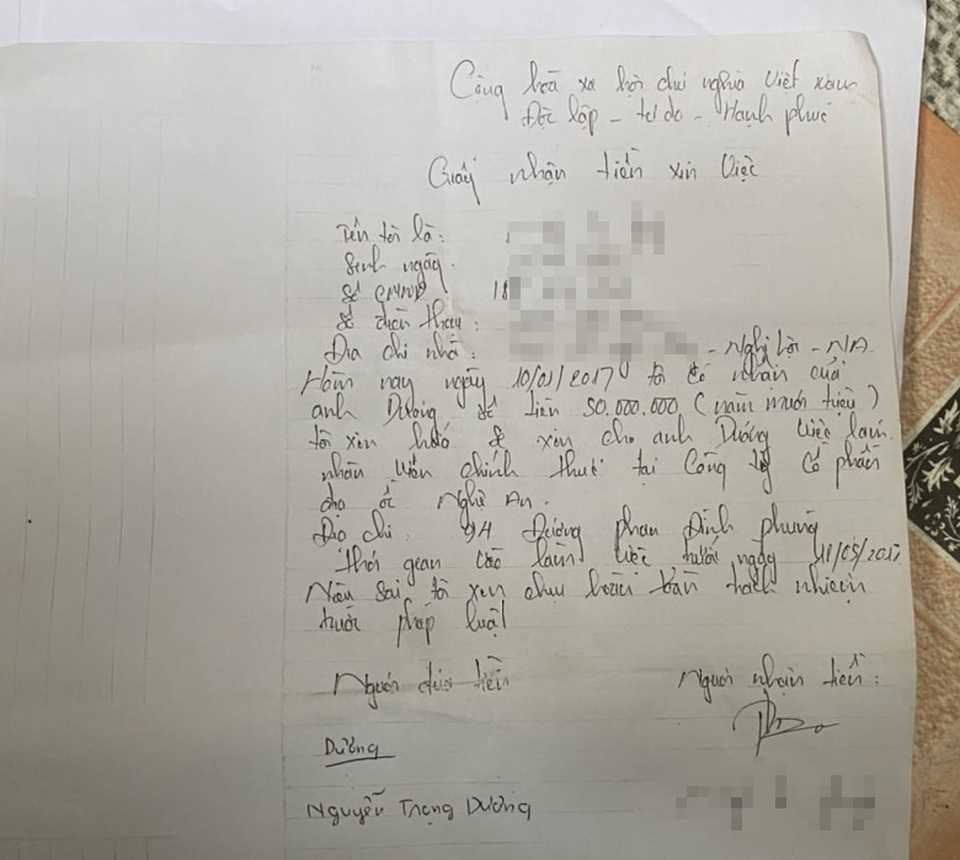 Cộng hoà xa hội chủ nghĩa Việt Nam
Độc lập - tự do - Hạnh phúc
Giấy nhận tiền xin Việc
Tên tôi là:
Sinh ngày
Số CMND 18
Số điện thoại:
Địa chỉ nhà: - Nghi Lộc - NA
Hôm nay ngày 10/01/2017 tôi có nhận của
anh Dương số tiền 50.000.000 (năm mươi triệu)
tôi xin hứa sẽ xin cho anh Dương việc làm
nhân viên chính thức tại Công ty Cổ phần
địa ốc Nghệ An.
Địa chỉ: Đường phan Đình phùng
thời gian vào làm việc trước ngày /05/2017
Nếu sai tôi xin chịu hoàn toàn trách nhiệm
trước pháp luật
Người đưa tiền Người nhận tiền:
Dương
Nguyễn Trọng Dương